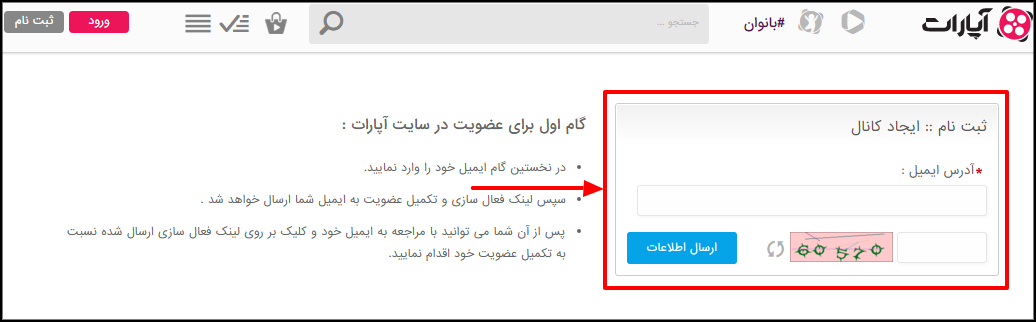 آپارات
#بانوان
جستجو ...
ورود
ثبت نام
ثبت نام :: ایجاد کانال
*آدرس ایمیل :
60570
ارسال اطلاعات
گام اول برای عضویت در سایت آپارات :
در نخستین گام ایمیل خود را وارد نمایید.
سپس لینک فعال سازی و تکمیل عضویت به ایمیل شما ارسال خواهد شد .
پس از آن شما می توانید با مراجعه به ایمیل خود و کلیک بر روی لینک فعال سازی ارسال شده نسبت
به تکمیل عضویت خود اقدام نمایید.